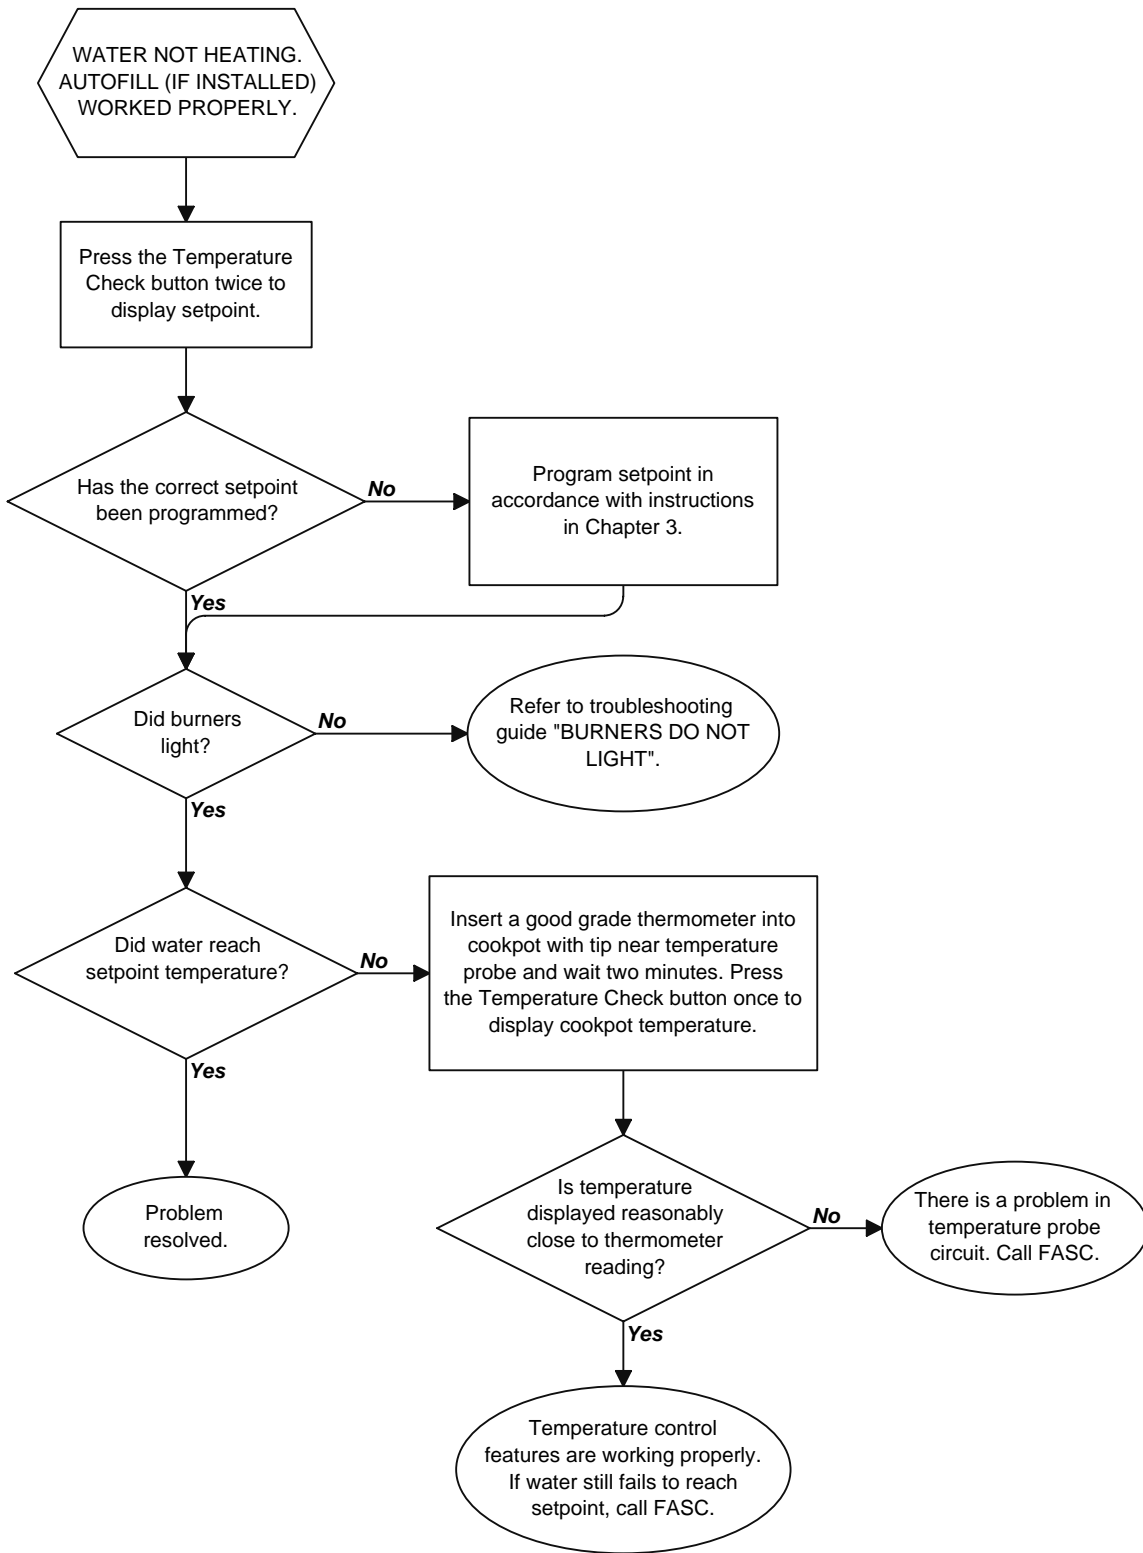 WATER NOT HEATING.
AUTOFILL (IF INSTALLED)
WORKED PROPERLY.
Press the Temperature
Check button twice to
display setpoint.
Has the correct setpoint
been programmed?
No
Program setpoint in
accordance with instructions
in Chapter 3.
Yes
Did burners
light?
No
Refer to troubleshooting
guide "BURNERS DO NOT
LIGHT".
Yes
Did water reach
setpoint temperature?
No
Insert a good grade thermometer into
cookpot with tip near temperature
probe and wait two minutes. Press
the Temperature Check button once to
display cookpot temperature.
Yes
Problem
resolved.
Is temperature
displayed reasonably
close to thermometer
reading?
No
There is a problem in
temperature probe
circuit. Call FASC.
Yes
Temperature control
features are working properly.
If water still fails to reach
setpoint, call FASC.